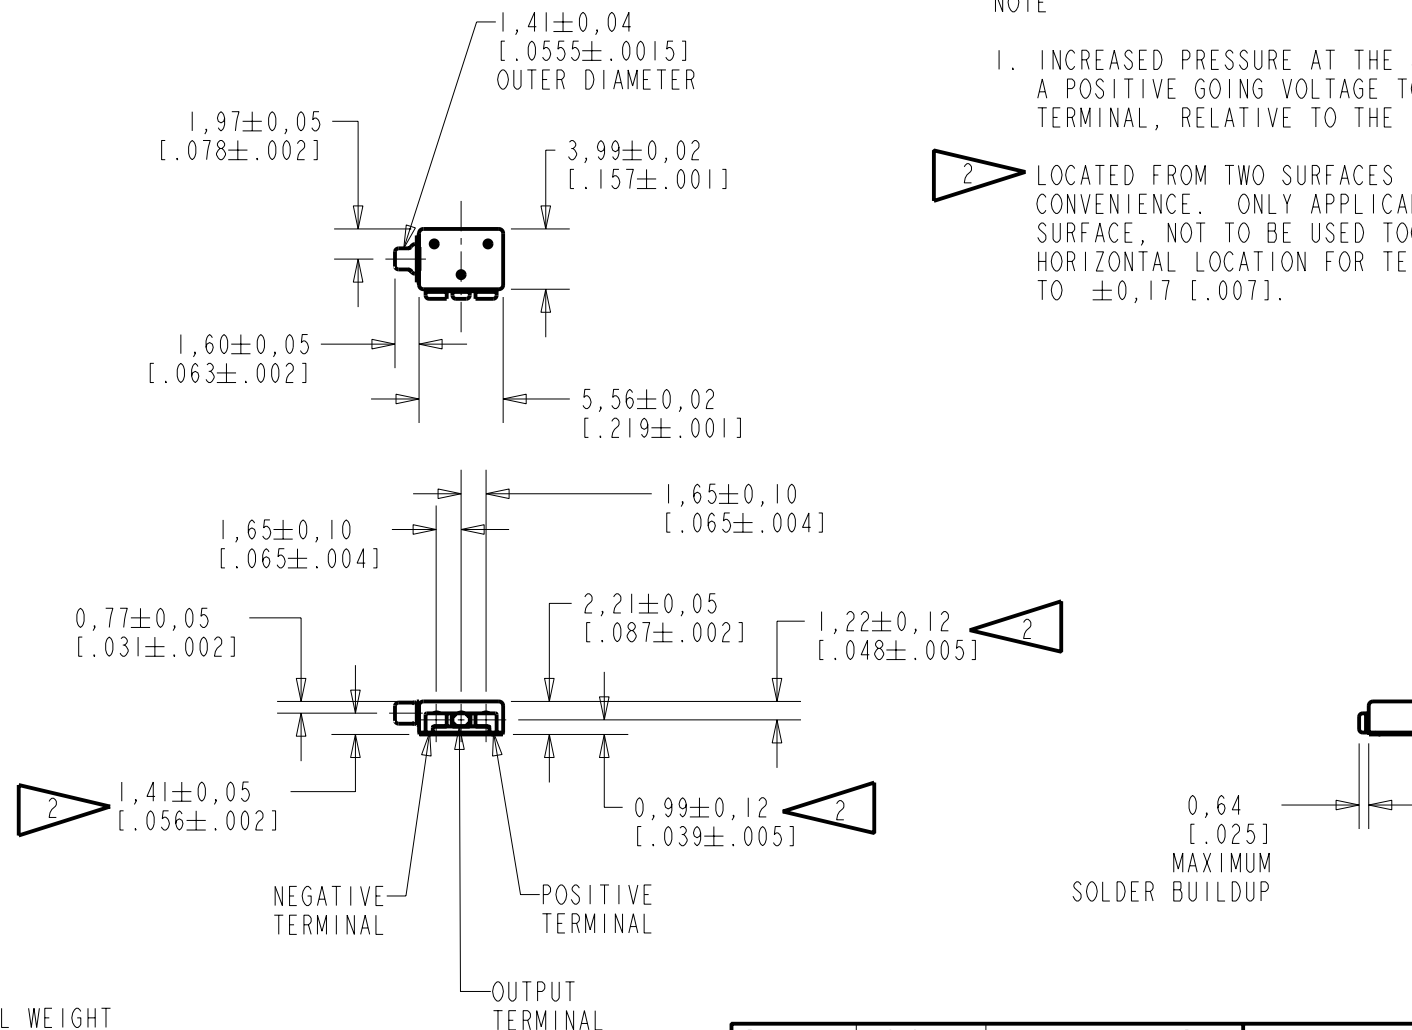 1,41±0,04
[.0555±.0015]
OUTER DIAMETER
1,97±0,05
[.078±.002]
3,99±0,02
[.157±.001]
1,60±0,05
[.063±.002]
5,56±0,02
[.219±.001]
NOTE
1. INCREASED PRESSURE AT THE
A POSITIVE GOING VOLTAGE
TERMINAL, RELATIVE TO THE
2
LOCATED FROM TWO SURFACES
CONVENIENCE. ONLY
SURFACE, NOT TO BE USED
HORIZONTAL LOCATION FOR
TO ±0,17 [.007].
1,65±0,10
[.065±.004]
1,65±0,10
[.065±.004]
0,77±0,05
[.031±.002]
2,21±0,05
[.087±.002]
1,22±0,12
[.048±.005]
2
2
1,41±0,05
[.056±.002]
0,99±0,12
[.039±.005]
2
0,64
[.025]
MAXIMUM
SOLDER BUILDUP
NEGATIVE
TERMINAL
POSITIVE
TERMINAL
OUTPUT
TERMINAL
L WEIGHT